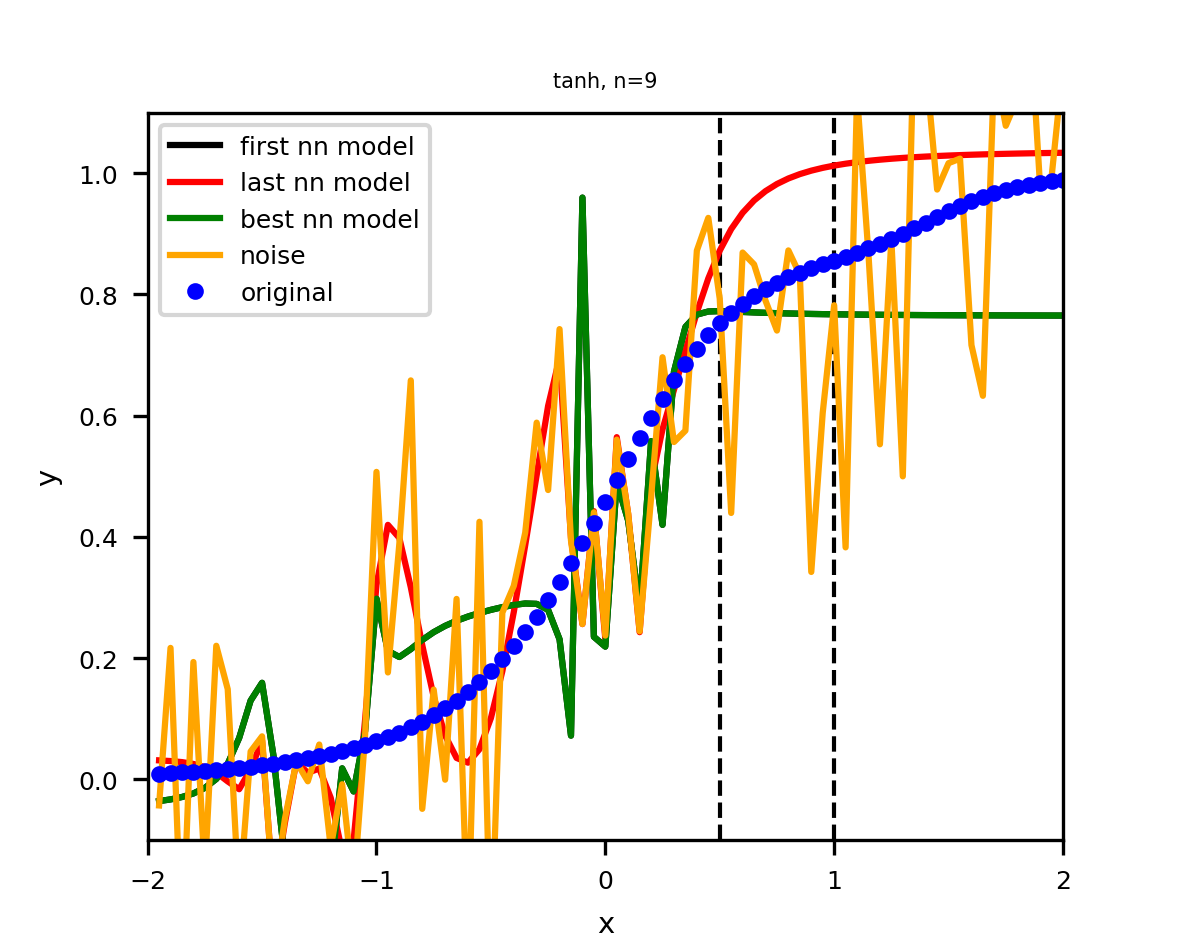 tanh, n=9
first nn model
last nn model
best nn model
noise
original
1.0
0.8
0.6
0.4
0.2
0.0
y
−2
−1
0
1
2
x